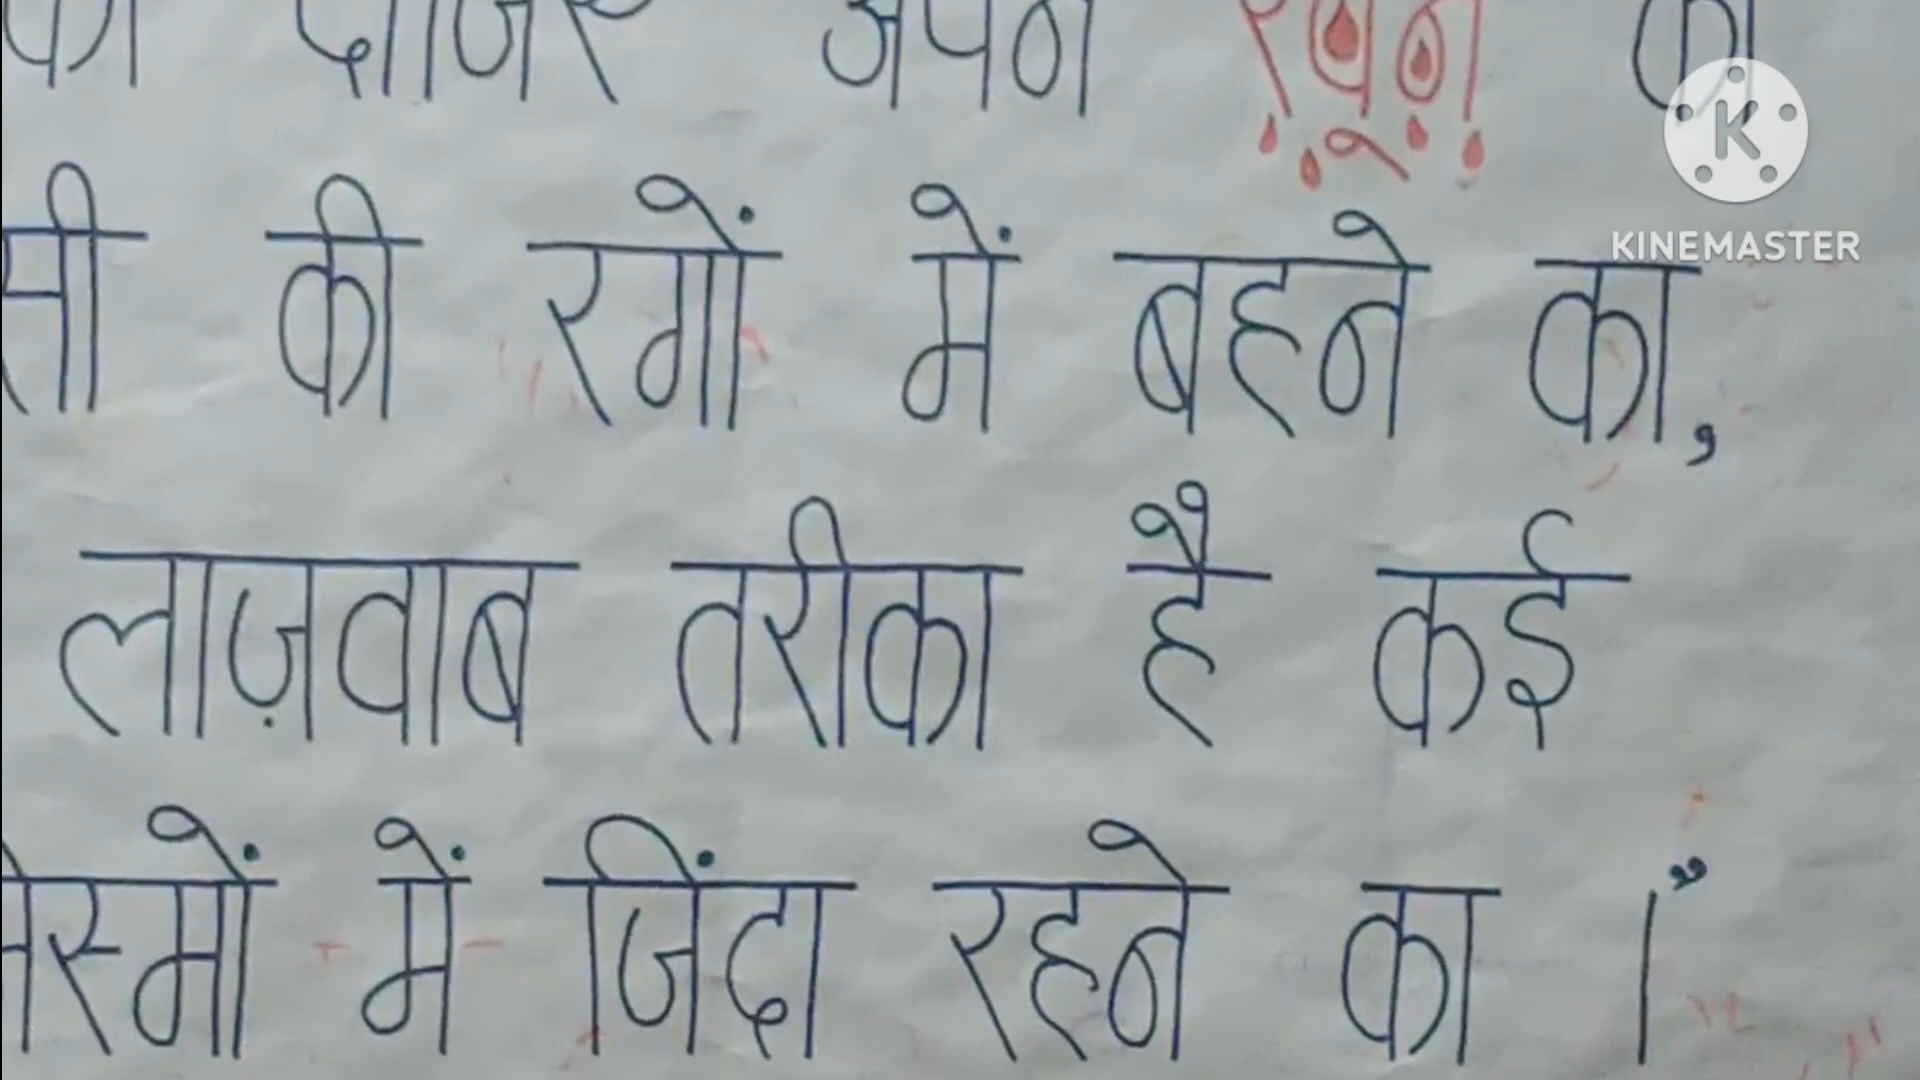 अपने खून को
की रगों में बहने का,
लाज़वाब तरीका है कई
में जिंदा रहने का ।"
KINEMASTER